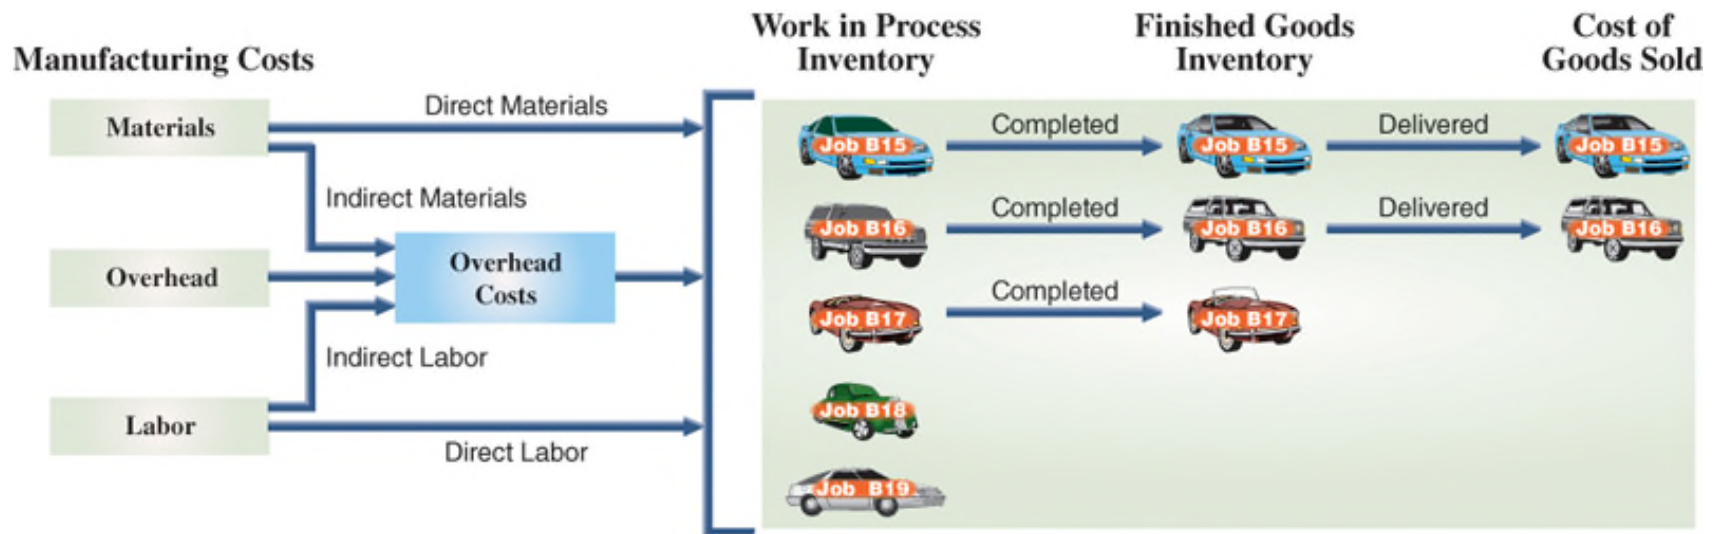 Manufacturing Costs
Materials
Direct Materials
Indirect Materials
Overhead
Overhead
Costs
Indirect Labor
Labor
Direct Labor
Work in Process
Inventory
Finished Goods
Inventory
Cost of
Goods Sold
Job B15
Completed
Job B15
Delivered
Job B15
Job B16
Completed
Job B16
Delivered
Job B16
Job B17
Completed
Job B17
Job B18
Job B19